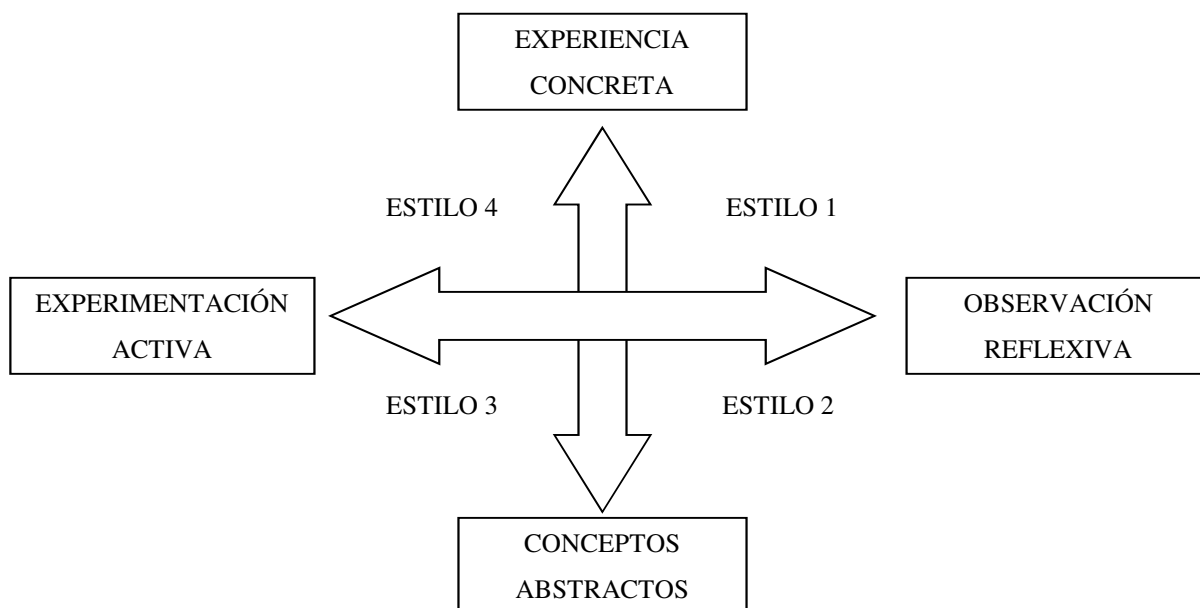 EXPERIENCIA
CONCRETA
ESTILO 4
ESTILO 1
EXPERIMENTACIÓN
ACTIVA
OBSERVACIÓN
REFLEXIVA
ESTILO 3
ESTILO 2
CONCEPTOS
ABSTRACTOS